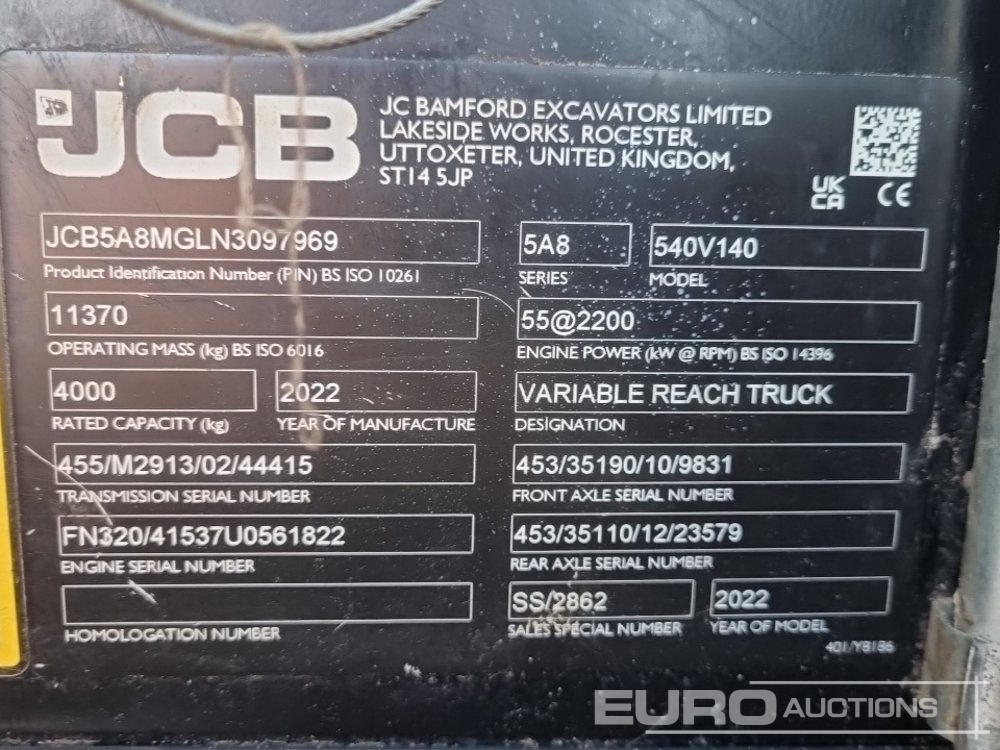 JCB
JC BAMFORD EXCAVATORS LIMITED
LAKESIDE WORKS, ROCESTER,
UTTOXETER, UNITED KINGDOM,
ST14 5JP
UK
CA
CE
JCB5A8MGLN3097969
Product Identification Number (PIN) BS ISO 10261
5A8
SERIES
540V140
MODEL
11370
OPERATING MASS (kg) BS ISO 6016
55@2200
ENGINE POWER (kW @ RPM) BS ISO 14396
4000
RATED CAPACITY (kg)
2022
YEAR OF MANUFACTURE
VARIABLE REACH TRUCK
DESIGNATION
455/M2913/02/44415
TRANSMISSION SERIAL NUMBER
453/35190/10/9831
FRONT AXLE SERIAL NUMBER
FN320/41537U0561822
ENGINE SERIAL NUMBER
453/35110/12/23579
REAR AXLE SERIAL NUMBER
HOMOLOGATION NUMBER
SS/2862
SALES SPECIAL NUMBER
2022
YEAR OF MODEL
401/Y8186
EURO AUCTIONS